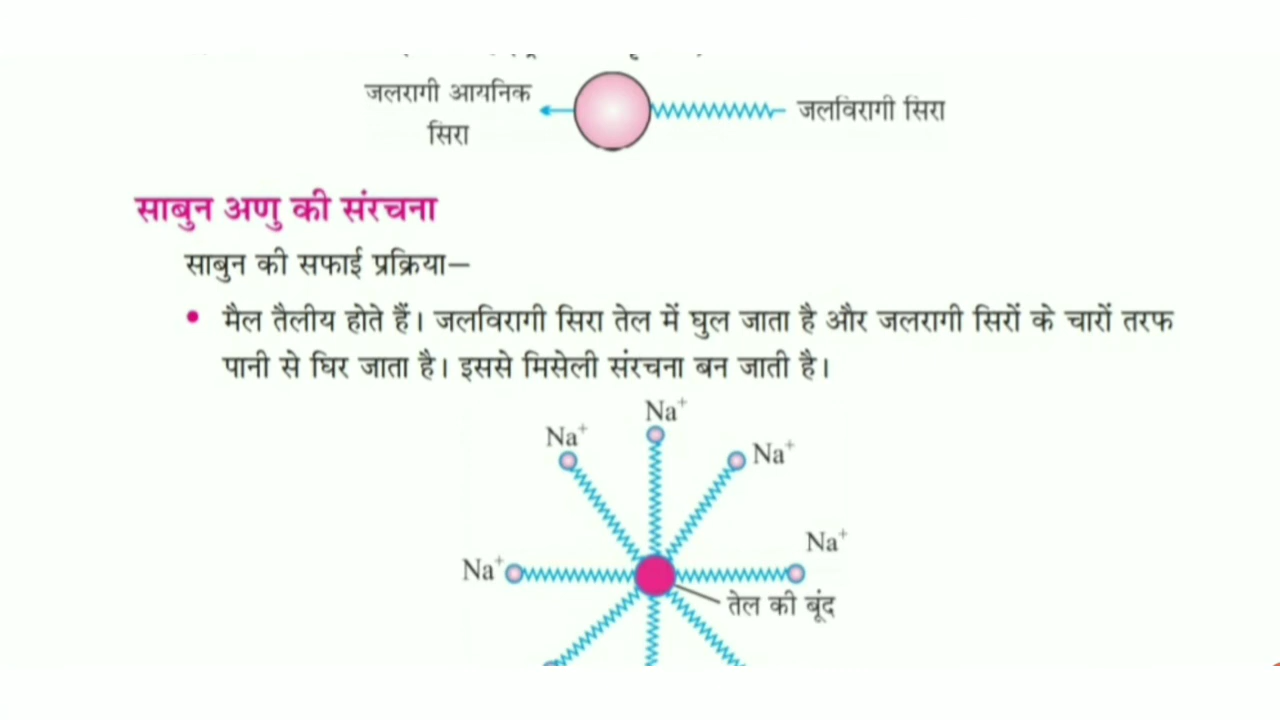 जलरागी आयनिक
सिरा
जलविरागी सिरा
साबुन अणु की संरचना
साबुन की सफाई प्रक्रिया—
• मैल तैलीय होते हैं। जलविरागी सिरा तेल में घुल जाता है और जलरागी सिरों के चारों तरफ
पानी से घिर जाता है। इससे मिसेली संरचना बन जाती है।
Na⁺
Na⁺
Na⁺
Na⁺
Na⁺
तेल की बूंद